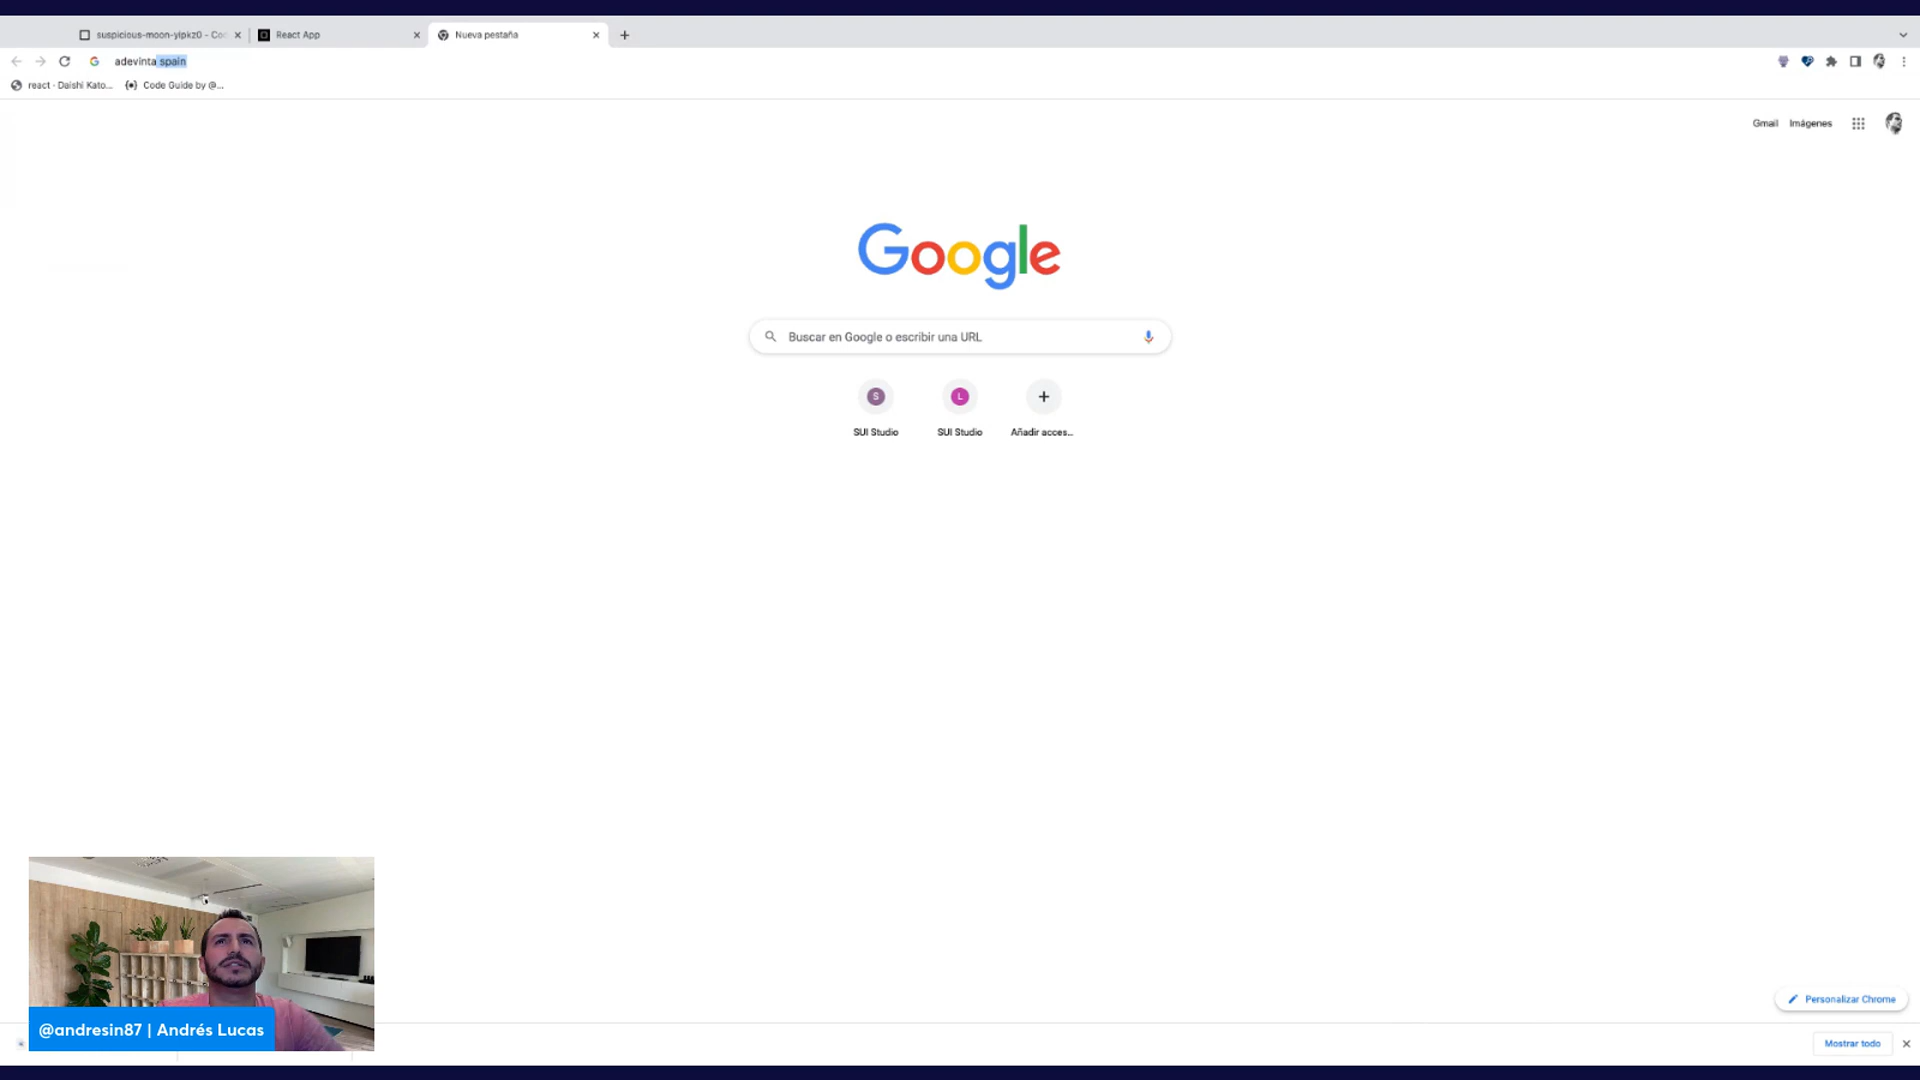 suspicious-moon-yipkz0 - Coo
React App
Nueva pestaña
adevinta spain
react · Daishi Kato...
Code Guide by @...
Gmail
Imágenes
Google
Buscar en Google o escribir una URL
S
L
SUI Studio
SUI Studio
Añadir acces...
Personalizar Chrome
@andresin87 | Andrés Lucas
Mostrar todo